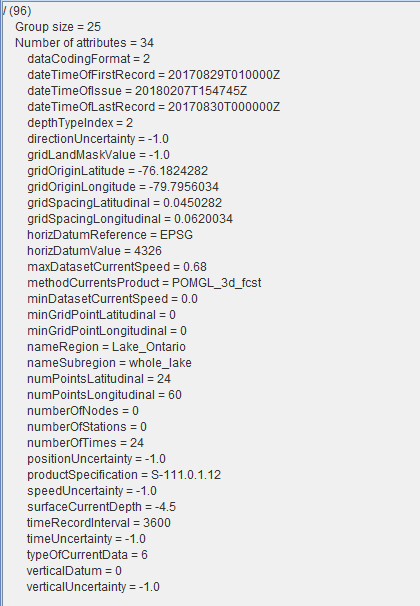 / (96)
Group size = 25
Number of attributes = 34
dataCodingFormat = 2
dateTimeOfFirstRecord = 20170829T010000Z
dateTimeOfIssue = 20180207T154745Z
dateTimeOfLastRecord = 20170830T000000Z
depthTypeIndex = 2
directionUncertainty = -1.0
gridLandMaskValue = -1.0
gridOriginLatitude = -76.1824282
gridOriginLongitude = -79.7956034
gridSpacingLatitudinal = 0.0450282
gridSpacingLongitudinal = 0.0620034
horizDatumReference = EPSG
horizDatumValue = 4326
maxDatasetCurrentSpeed = 0.68
methodCurrentsProduct = POMGL_3d_fcst
minDatasetCurrentSpeed = 0.0
minGridPointLatitudinal = 0
minGridPointLongitudinal = 0
nameRegion = Lake_Ontario
nameSubregion = whole_lake
numPointsLatitudinal = 24
numPointsLongitudinal = 60
numberOfNodes = 0
numberOfStations = 0
numberOfTimes = 24
positionUncertainty = -1.0
productSpecification = S-111.0.1.12
speedUncertainty = -1.0
surfaceCurrentDepth = -4.5
timeRecordInterval = 3600
timeUncertainty = -1.0
typeOfCurrentData = 6
verticalDatum = 0
verticalUncertainty = -1.0